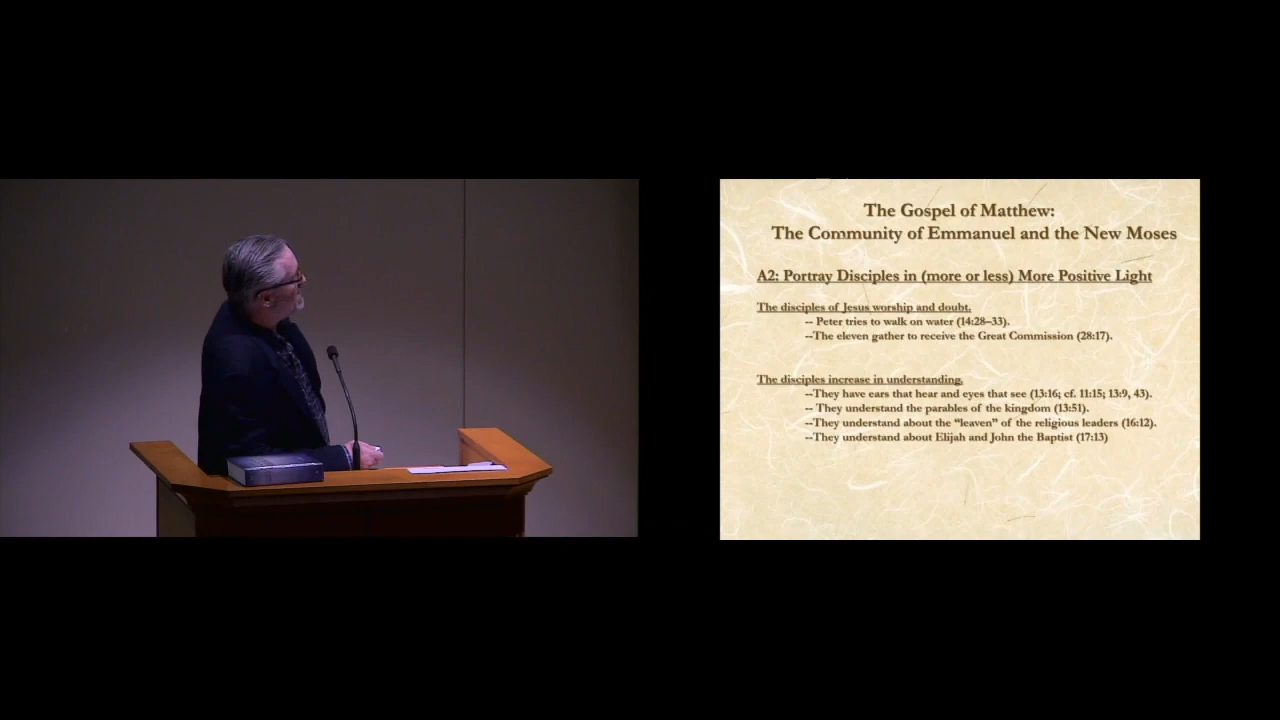 The Gospel of Matthew:
The Community of Emmanuel and the New Moses
A2: Portray Disciples in (more or less) More Positive Light
The disciples of Jesus worship and doubt.
-- Peter tries to walk on water (14:28–33).
--The eleven gather to receive the Great Commission (28:17).
The disciples increase in understanding.
--They have ears that hear and eyes that see (13:16; cf. 11:15; 13:9, 43).
-- They understand the parables of the kingdom (13:51).
--They understand about the “leaven” of the religious leaders (16:12).
--They understand about Elijah and John the Baptist (17:13)